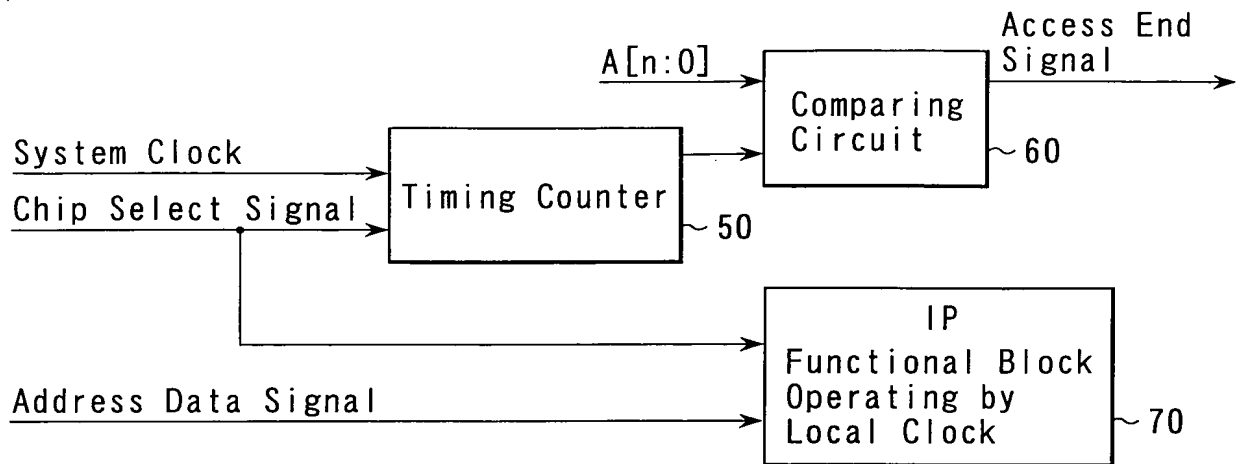 Access End
Signal
A[n:0]
Comparing
Circuit
60
System Clock
Chip Select Signal
Timing Counter
50
IP
Functional Block
Operating by
Local Clock
70
Address Data Signal